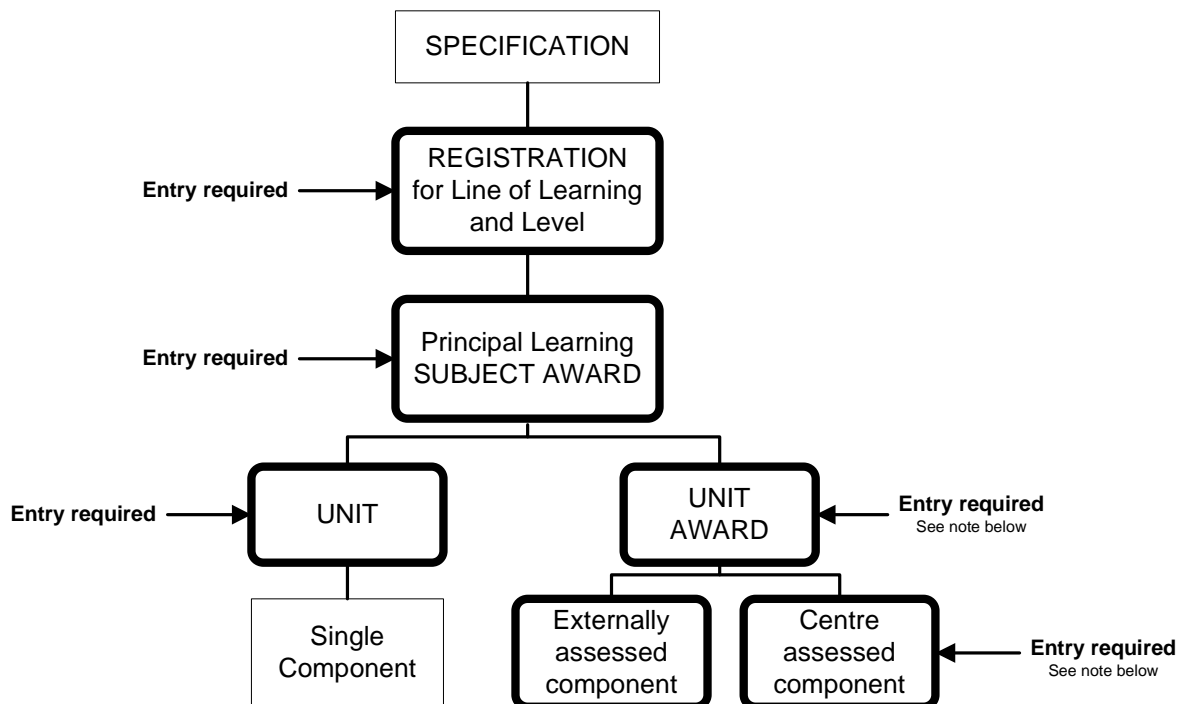 SPECIFICATION
REGISTRATION
for Line of Learning
and Level
Entry required
Principal Learning
SUBJECT AWARD
Entry required
UNIT
Entry required
UNIT
AWARD
Entry required
See note below
Single
Component
Externally
assessed
component
Centre
assessed
component
Entry required
See note below